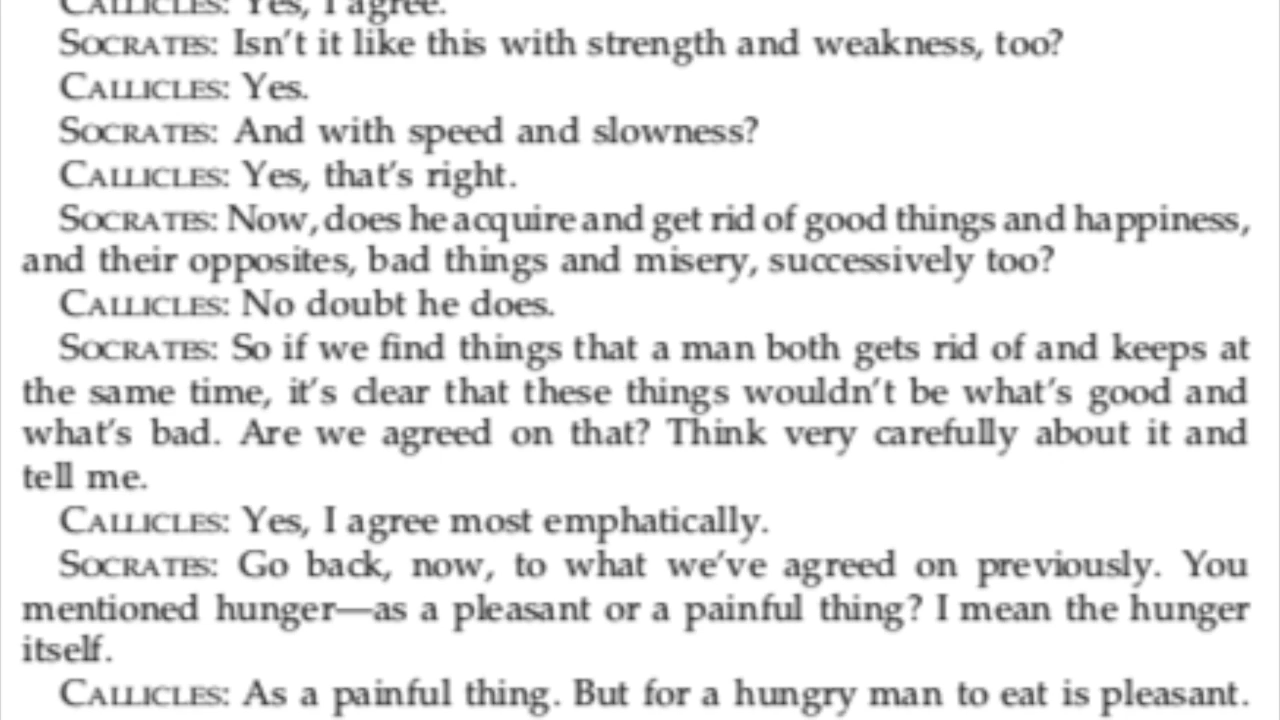 CALLICLES: Yes, I agree.
SOCRATES: Isn't it like this with strength and weakness, too?
CALLICLES: Yes.
SOCRATES: And with speed and slowness?
CALLICLES: Yes, that's right.
SOCRATES: Now, does he acquire and get rid of good things and happiness,
and their opposites, bad things and misery, successively too?
CALLICLES: No doubt he does.
SOCRATES: So if we find things that a man both gets rid of and keeps at
the same time, it's clear that these things wouldn't be what's good and
what's bad. Are we agreed on that? Think very carefully about it and
tell me.
CALLICLES: Yes, I agree most emphatically.
SOCRATES: Go back, now, to what we've agreed on previously. You
mentioned hunger—as a pleasant or a painful thing? I mean the hunger
itself.
CALLICLES: As a painful thing. But for a hungry man to eat is pleasant.